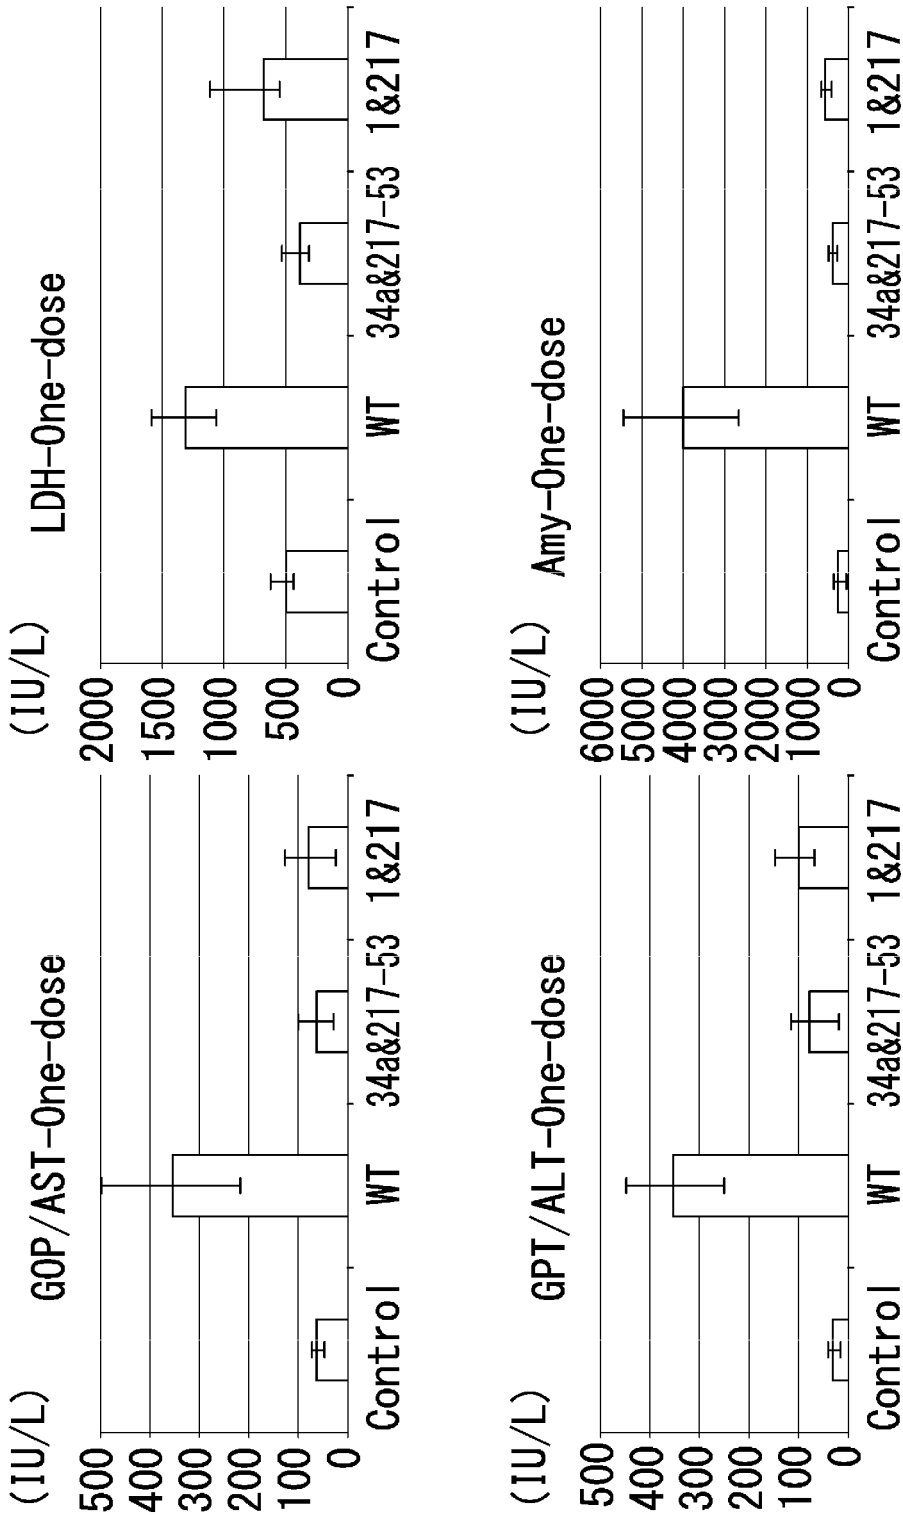 GOP/AST-One-dose
(IU/L)
500
400
300
200
100
0
Control WT 34a&217-53 1&217
LDH-One-dose
(IU/L)
2000
1500
1000
500
0
Control WT 34a&217-53 1&217
GPT/ALT-One-dose
(IU/L)
500
400
300
200
100
0
Control WT 34a&217-53 1&217
Amy-One-dose
(IU/L)
6000
5000
4000
3000
2000
1000
0
Control WT 34a&217-53 1&217